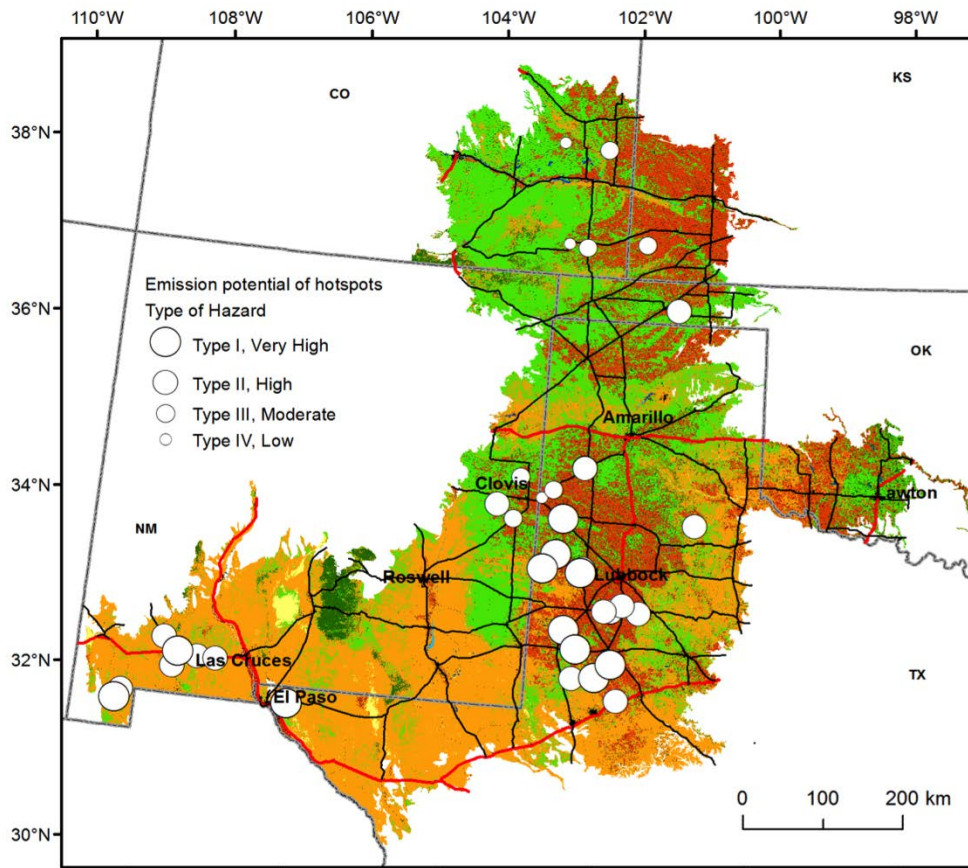 110°W 108°W 106°W 104°W 102°W 100°W 98°W
CO
KS
38°N
36°N
Emission potential of hotspots
Type of Hazard
Type I, Very High
Type II, High
Type III, Moderate
Type IV, Low
OK
Amarillo
34°N
Clovis
Lawton
NM
Roswell
Lubbock
32°N
Las Cruces
El Paso
TX
0 100 200 km
30°N